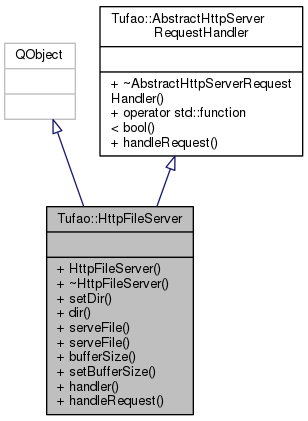 Tufao::AbstractHttpServer
RequestHandler
+ ~AbstractHttpServerRequest
Handler()
+ operator std::function
< bool()
+ handleRequest()
QObject
Tufao::HttpFileServer
+ HttpFileServer()
+ ~HttpFileServer()
+ setDir()
+ dir()
+ serveFile()
+ serveFile()
+ bufferSize()
+ setBufferSize()
+ handler()
+ handleRequest()